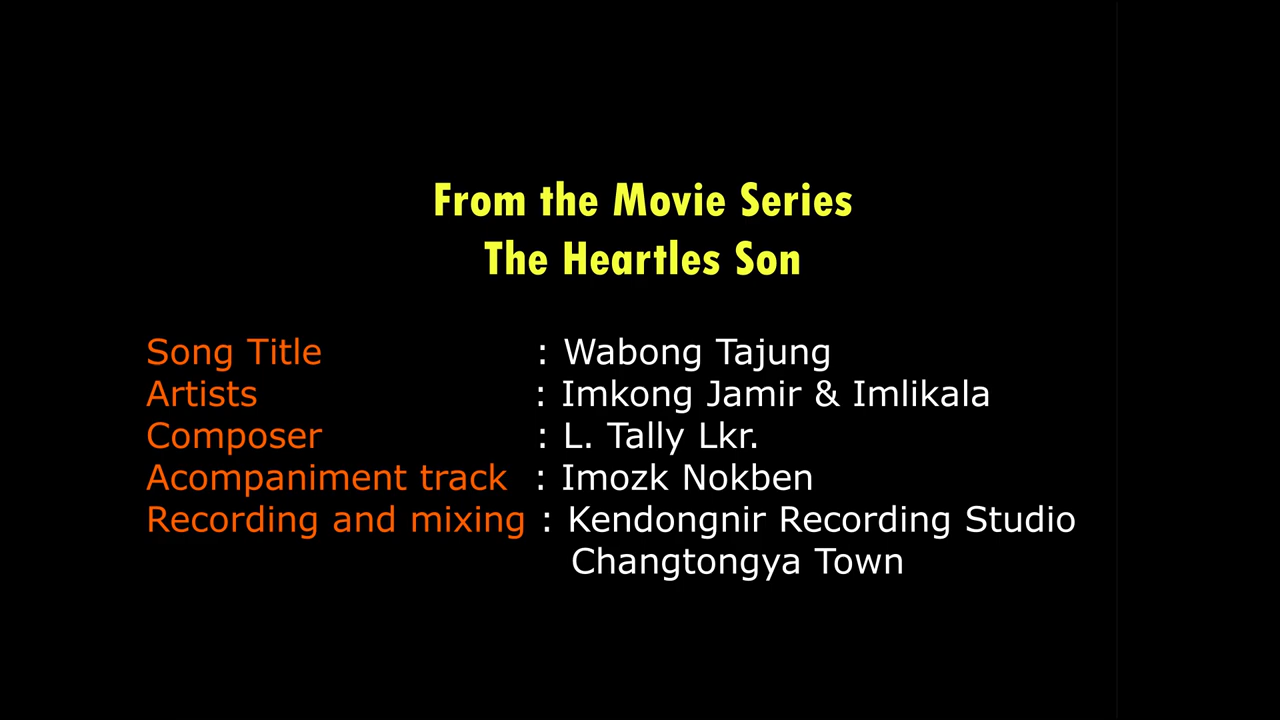 From the Movie Series
The Heartles Son
Song Title : Wabong Tajung
Artists : Imkong Jamir & Imlikala
Composer : L. Tally Lkr.
Acompaniment track : Imozk Nokben
Recording and mixing : Kendongnir Recording Studio
Changtongya Town